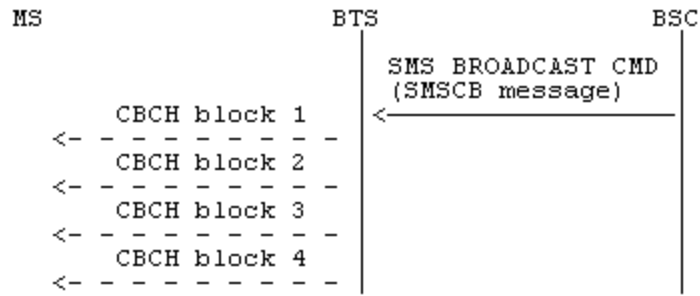 MS BTS BSC
SMS BROADCAST CMD
(SMSCB message)
CBCH block 1
CBCH block 2
CBCH block 3
CBCH block 4